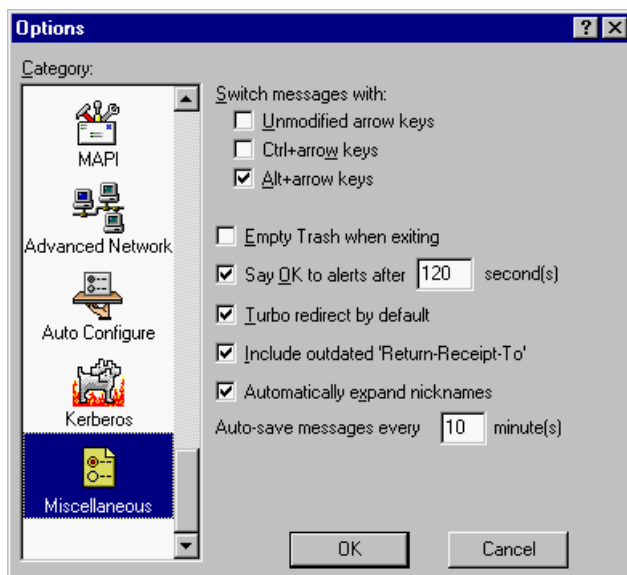 Options
Category:
MAPI
Advanced Network
Auto Configure
Kerberos
Miscellaneous
Switch messages with:
Unmodified arrow keys
Ctrl+arrow keys
Alt+arrow keys
Empty Trash when exiting
Say OK to alerts after 120 second(s)
Turbo redirect by default
Include outdated 'Return-Receipt-To'
Automatically expand nicknames
Auto-save messages every 10 minute(s)
OK Cancel